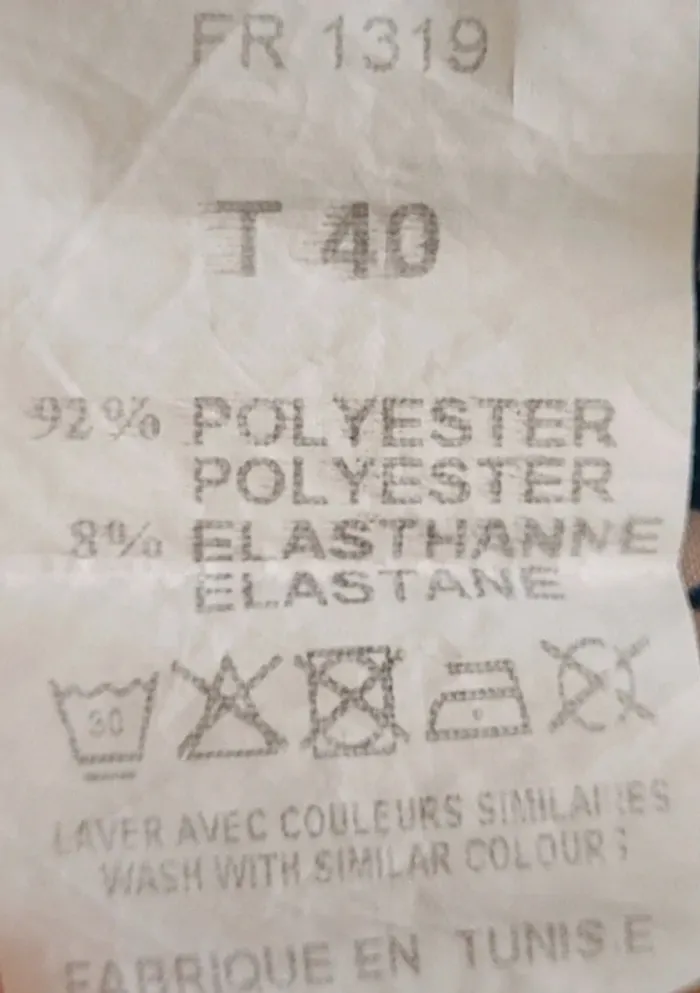 FR 1319
T 40
92% POLYESTER
POLYESTER
8% ELASTHANNE
ELASTANE
30
LAVER AVEC COULEURS SIMILAIRES
WASH WITH SIMILAR COLOURS
FABRIQUE EN TUNISIE